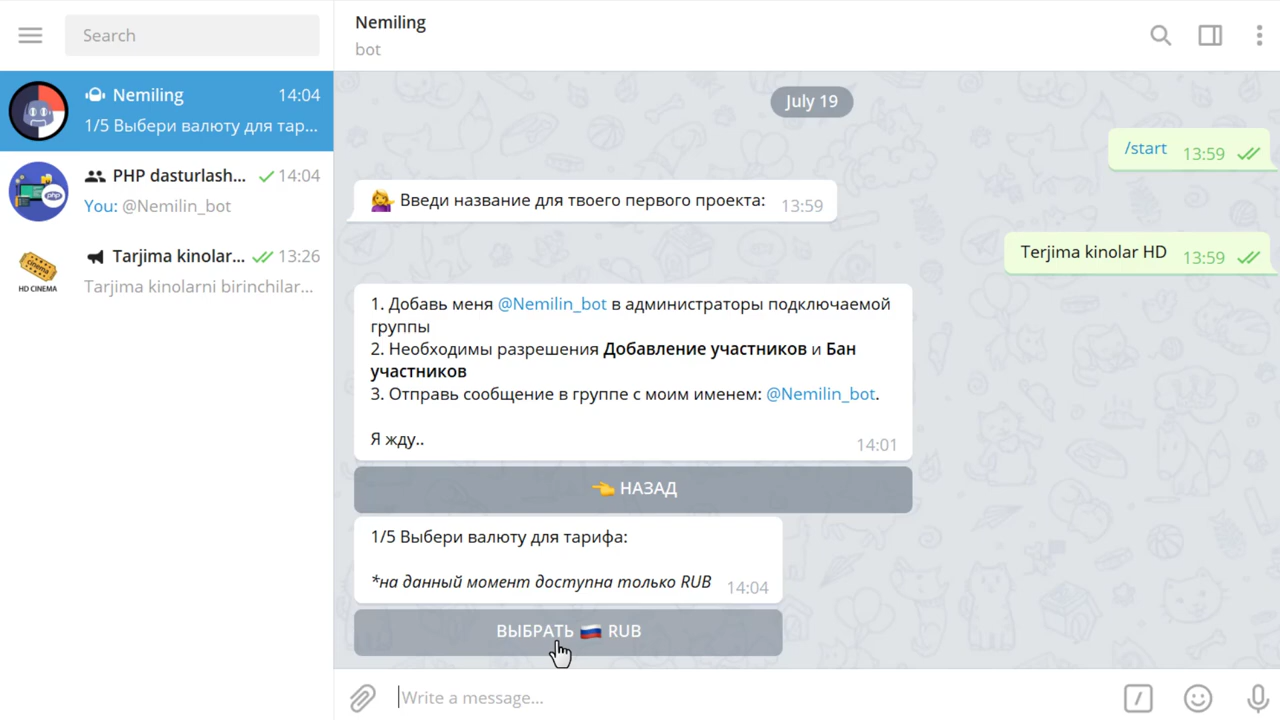 Search
Nemiling 14:04
1/5 Выбери валюту для тар...
PHP dasturlash... 14:04
You: @Nemilin_bot
HD CINEMA
Tarjima kinolar... 13:26
Tarjima kinolarni birinchilar...
Nemiling
bot
July 19
/start 13:59
Введи название для твоего первого проекта: 13:59
Terjima kinolar HD 13:59
1. Добавь меня @Nemilin_bot в администраторы подключаемой
группы
2. Необходимы разрешения Добавление участников и Бан
участников
3. Отправь сообщение в группе с моим именем: @Nemilin_bot.
Я жду.. 14:01
👈 НАЗАД
1/5 Выбери валюту для тарифа:
*на данный момент доступна только RUB 14:04
ВЫБРАТЬ 🇷🇺 RUB
Write a message...